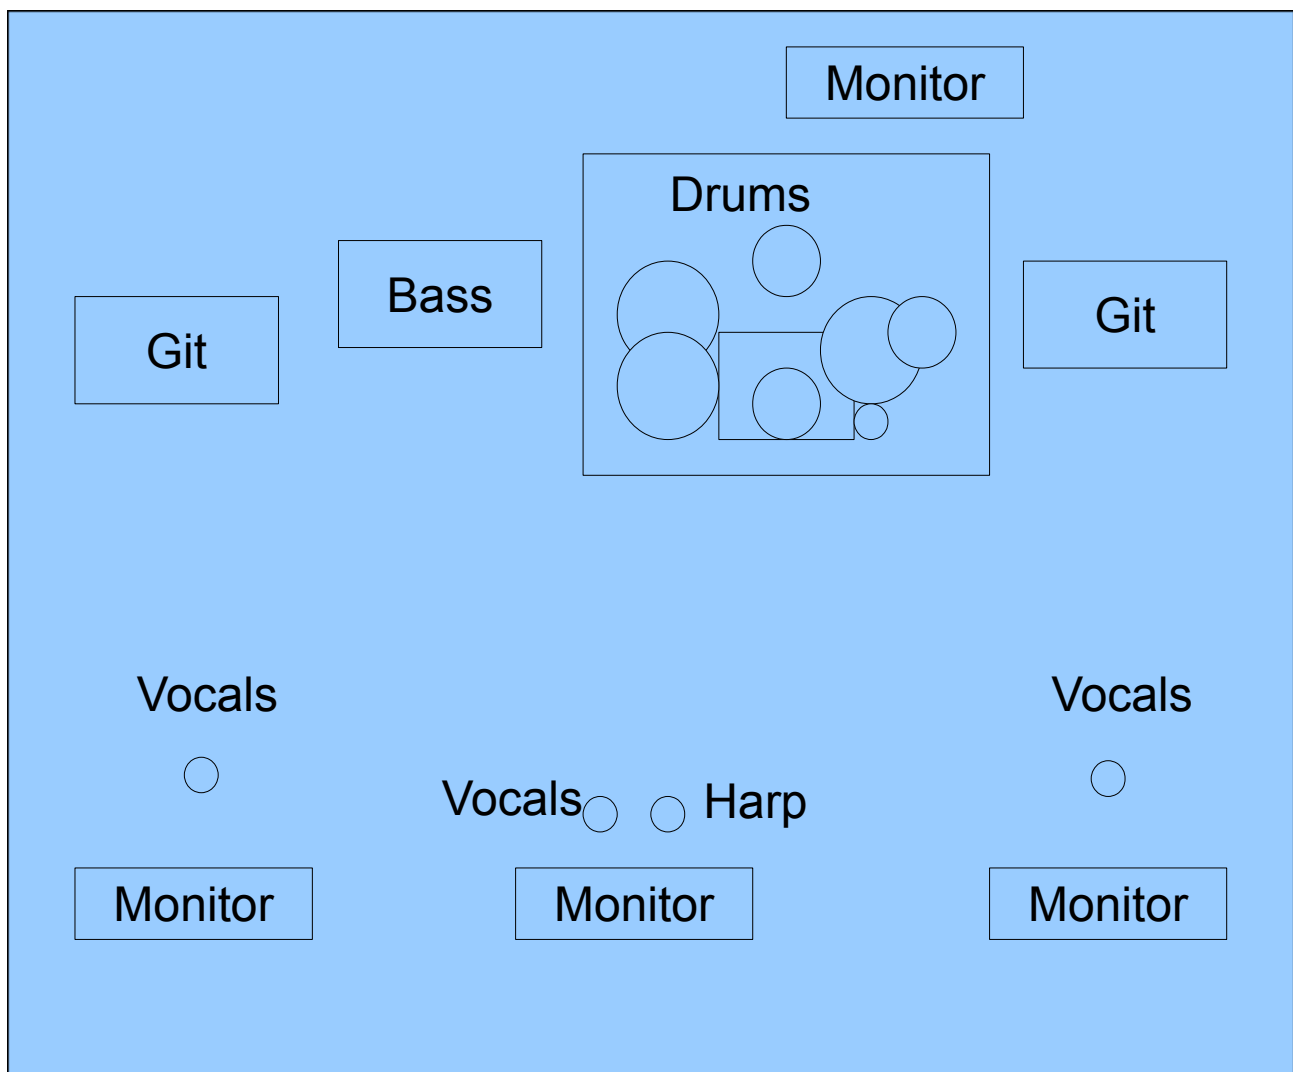 Monitor
Drums
Bass
Git
Git
Vocals
Vocals
Vocals
Harp
Monitor
Monitor
Monitor